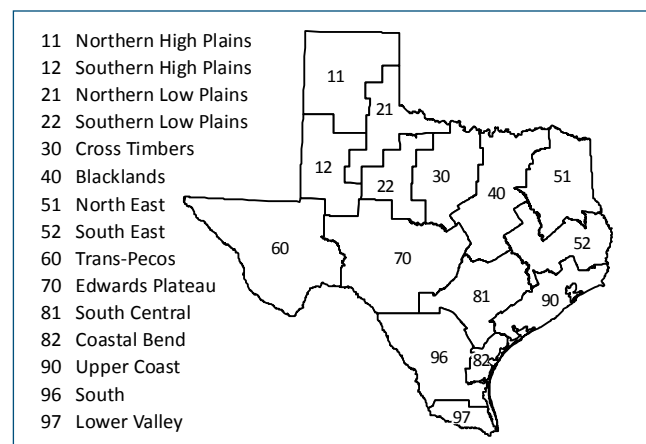 11 Northern High Plains
12 Southern High Plains
21 Northern Low Plains
22 Southern Low Plains
30 Cross Timbers
40 Blacklands
51 North East
52 South East
60 Trans-Pecos
70 Edwards Plateau
81 South Central
82 Coastal Bend
90 Upper Coast
96 South
97 Lower Valley
11
21
12
22
30
40
51
52
60
70
81
90
96
82
97